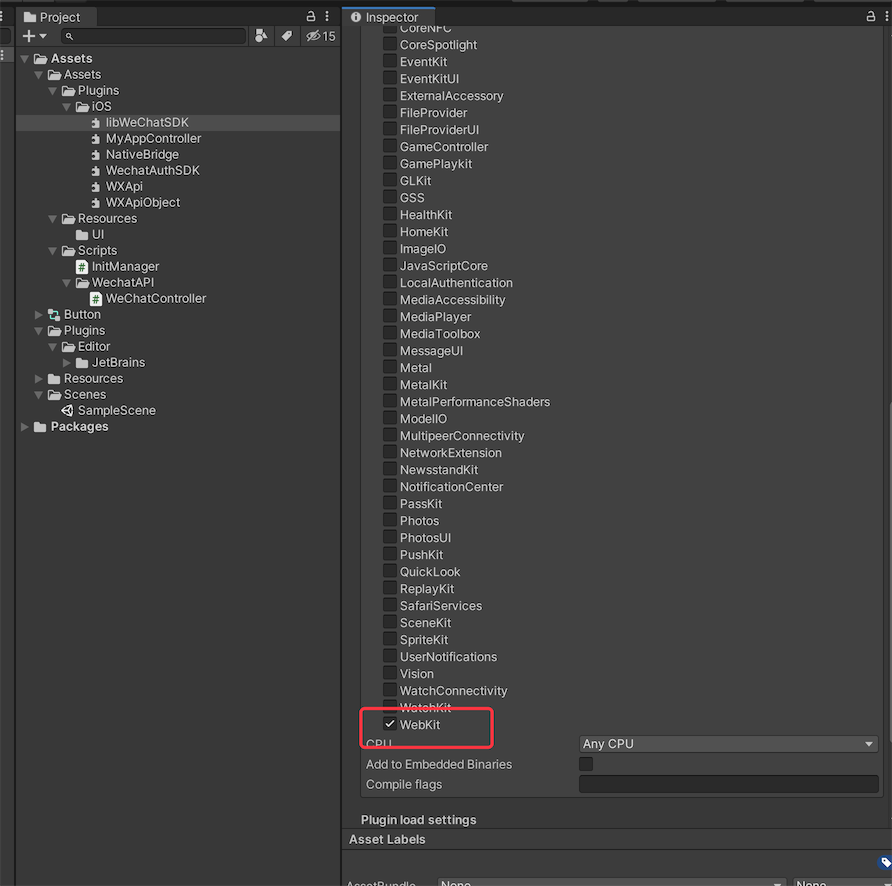 Project
15
Assets
Assets
Plugins
iOS
libWeChatSDK
MyAppController
NativeBridge
WechatAuthSDK
WXApi
WXApiObject
Resources
UI
Scripts
InitManager
WechatAPI
WeChatController
Button
Plugins
Editor
JetBrains
Resources
Scenes
SampleScene
Packages
Inspector
CoreNFC
CoreSpotlight
EventKit
EventKitUI
ExternalAccessory
FileProvider
FileProviderUI
GameController
GamePlaykit
GLKit
GSS
HealthKit
HomeKit
ImageIO
JavaScriptCore
LocalAuthentication
MediaAccessibility
MediaPlayer
MediaToolbox
MessageUI
Metal
MetalKit
MetalPerformanceShaders
ModelIO
MultipeerConnectivity
NetworkExtension
NewsstandKit
NotificationCenter
PassKit
Photos
PhotosUI
PushKit
QuickLook
ReplayKit
SafariServices
SceneKit
SpriteKit
UserNotifications
Vision
WatchConnectivity
WatchKit
WebKit
CPU Any CPU
Add to Embedded Binaries
Compile flags
Plugin load settings
Asset Labels
AssetBundle None None